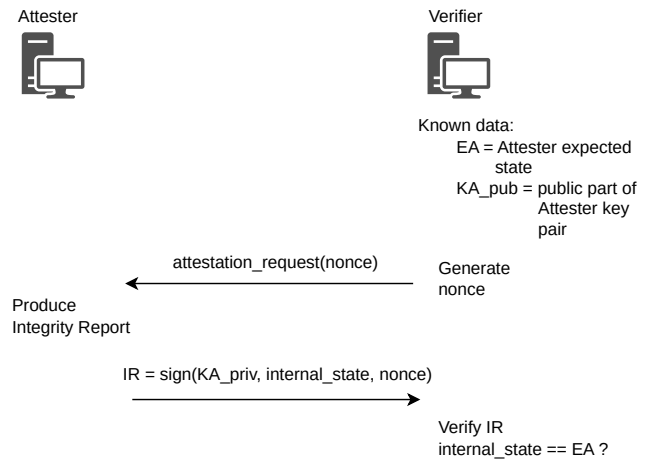 Attester
Verifier
Known data:
EA = Attester expected
state
KA_pub = public part of
Attester key
pair
attestation_request(nonce)
Generate
nonce
Produce
Integrity Report
IR = sign(KA_priv, internal_state, nonce)
Verify IR
internal_state == EA ?